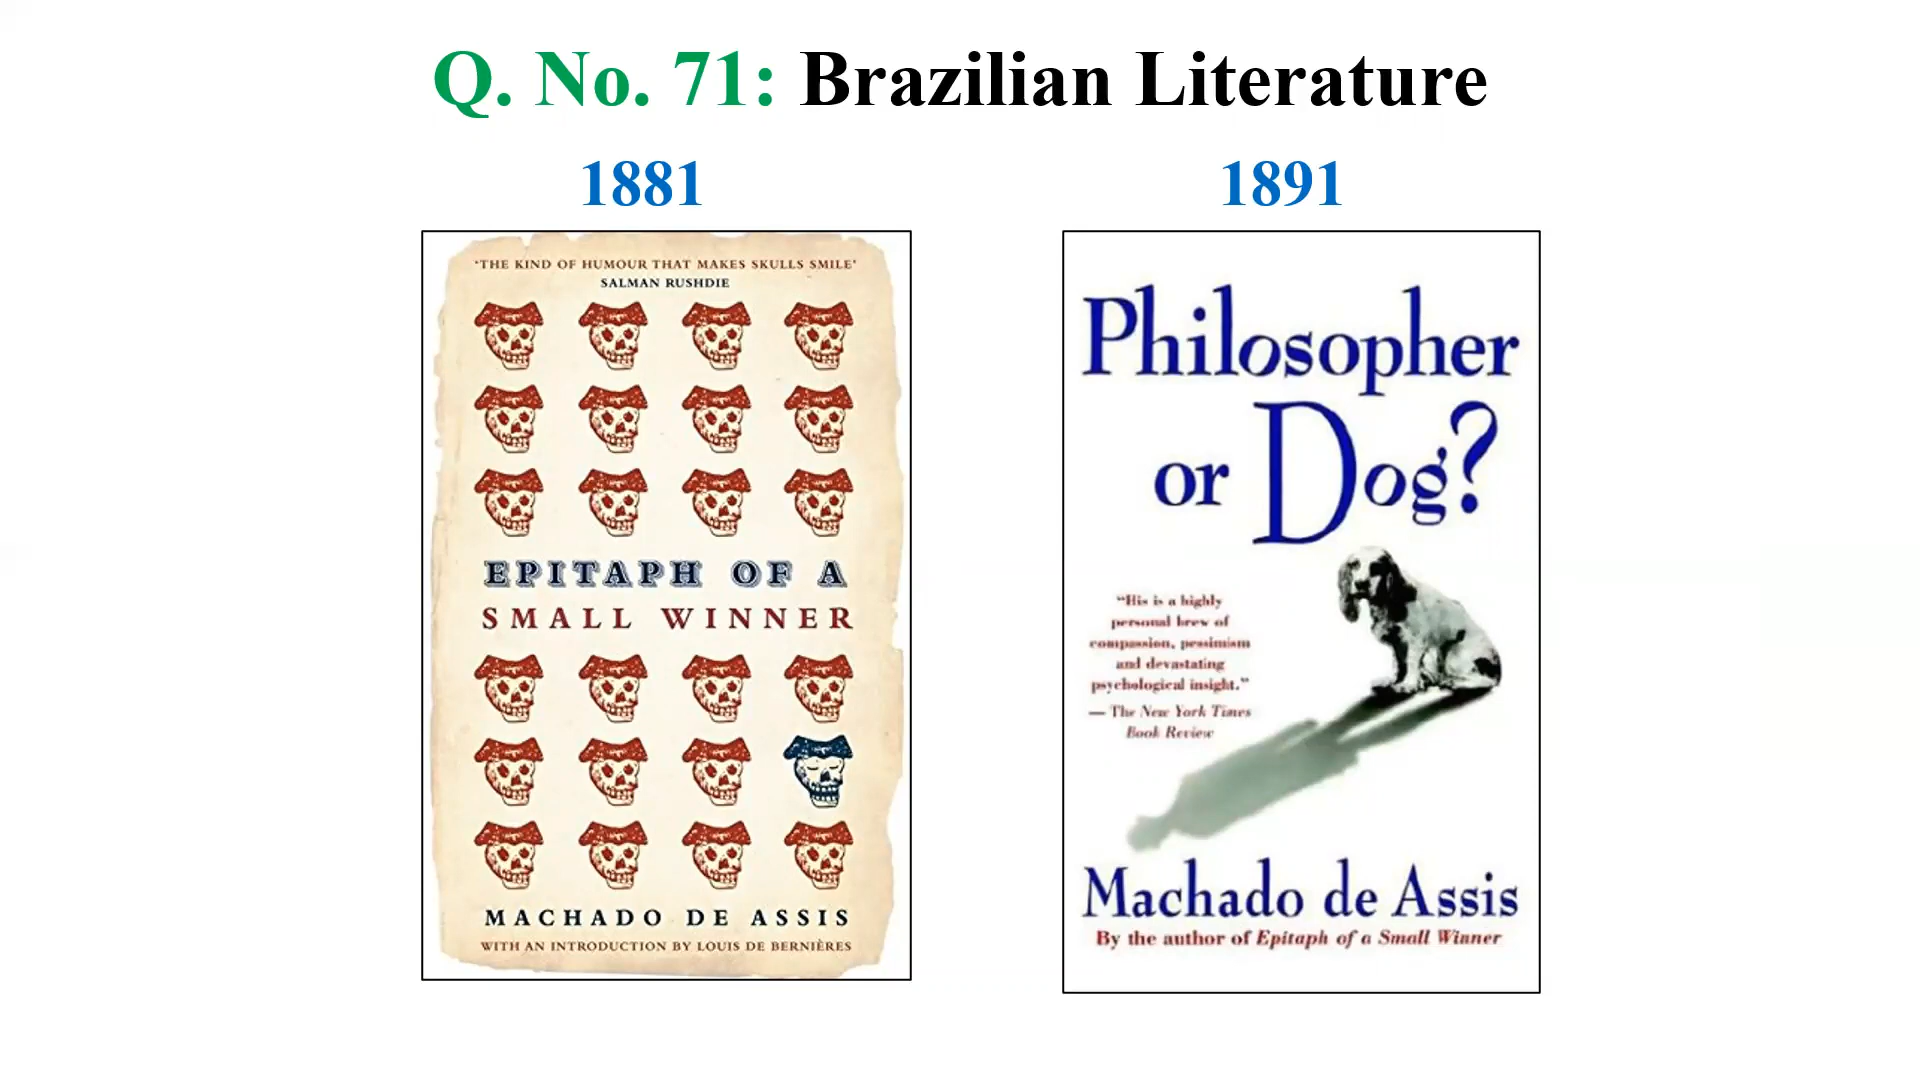 Q. No. 71: Brazilian Literature
1881
1891
‘THE KIND OF HUMOUR THAT MAKES SKULLS SMILE’
SALMAN RUSHDIE
EPITAPH OF A
SMALL WINNER
MACHADO DE ASSIS
WITH AN INTRODUCTION BY LOUIS DE BERNIÈRES
Philosopher
or Dog?
“His is a highly
personal brew of
compassion, pessimism
and devastating
psychological insight.”
— The New York Times
Book Review
Machado de Assis
By the author of Epitaph of a Small Winner